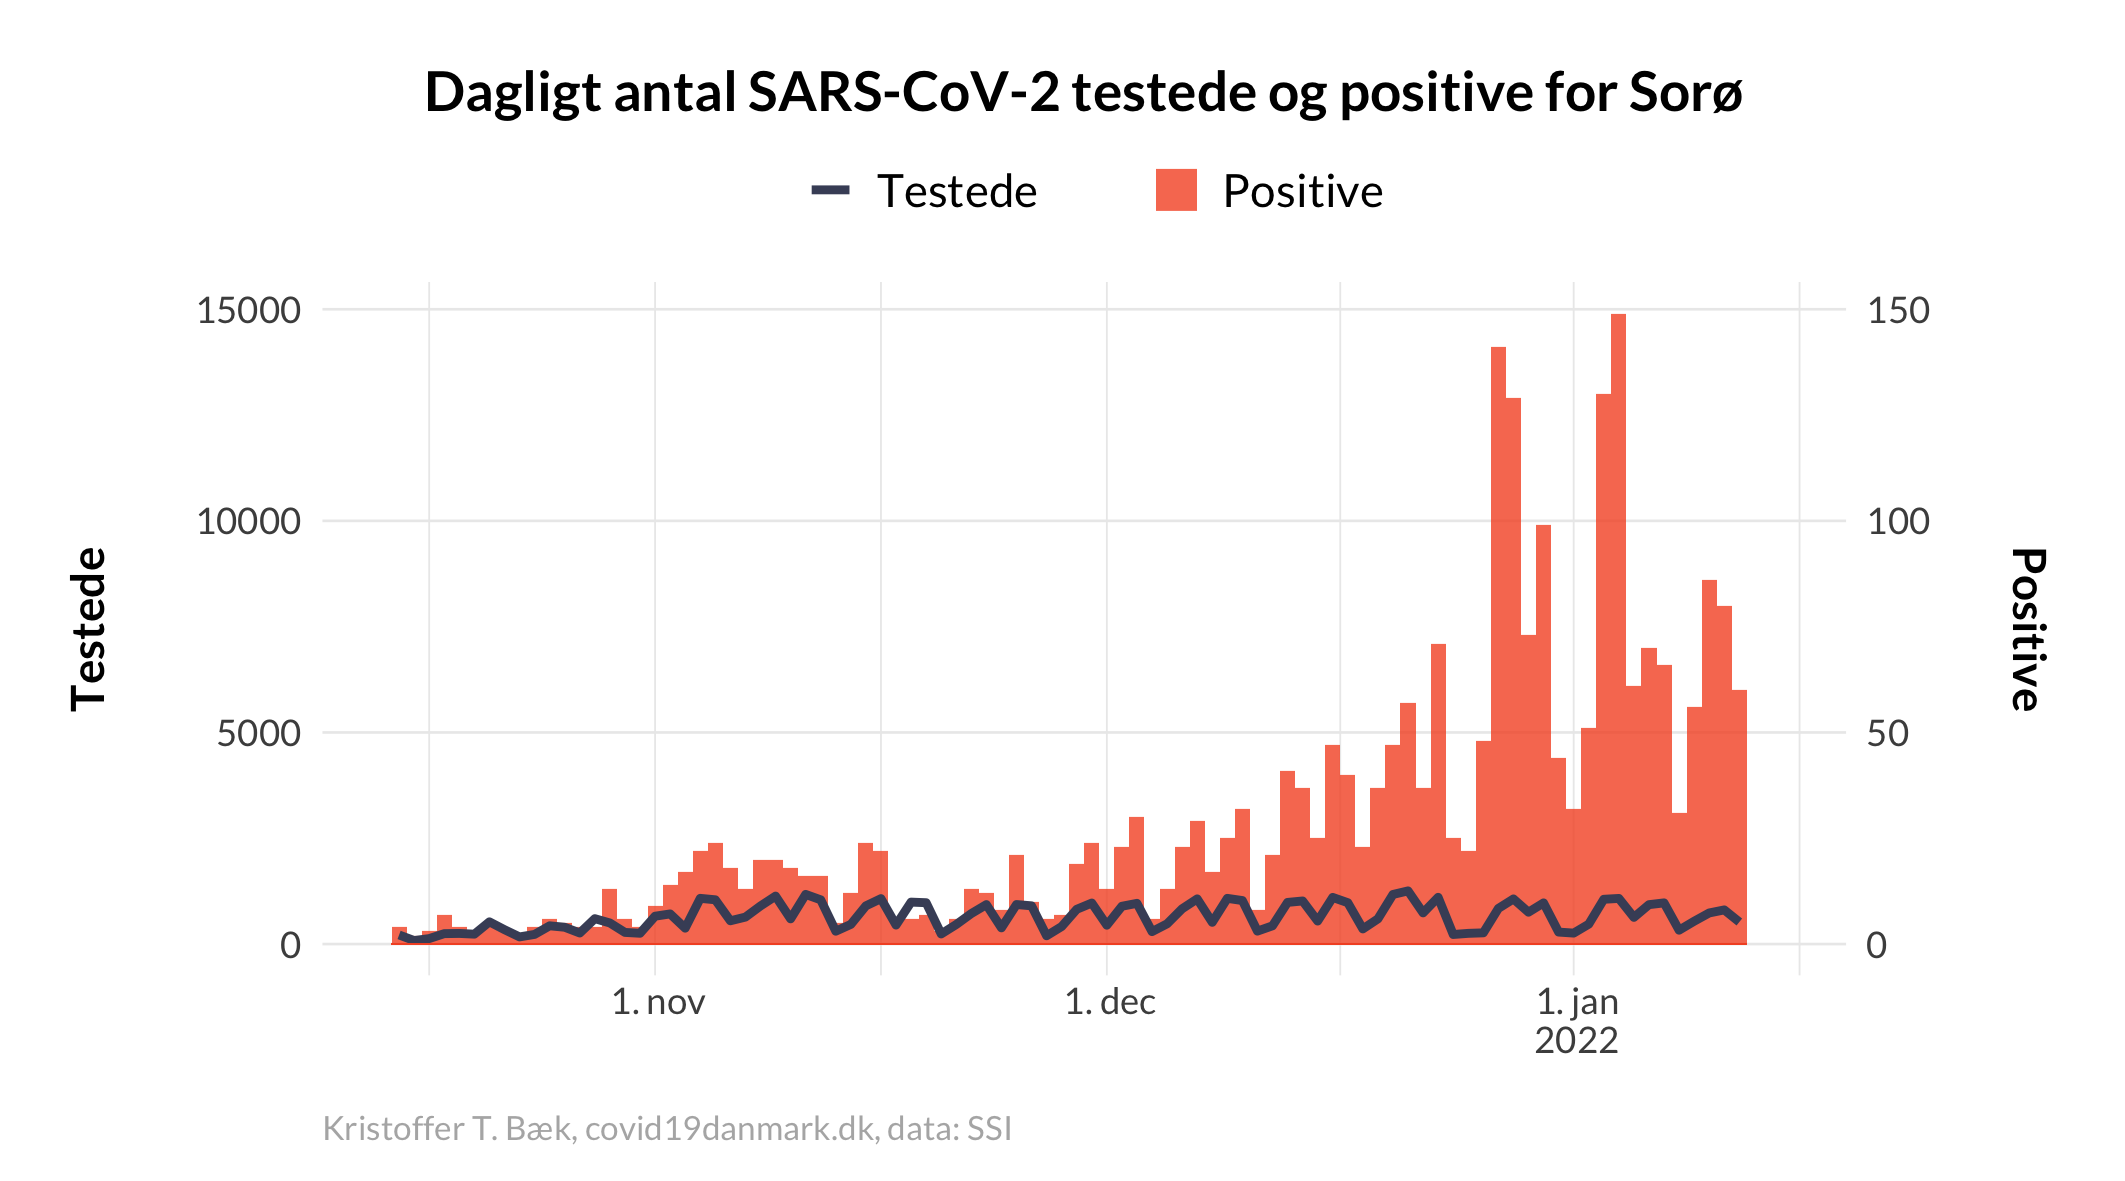 Dagligt antal SARS-CoV-2 testede og positive for Sorø
Testede
Positive
15000
10000
5000
0
150
100
50
0
Testede
Positive
1. nov
1. dec
1. jan
2022
Kristoffer T. Bæk, covid19danmark.dk, data: SSI